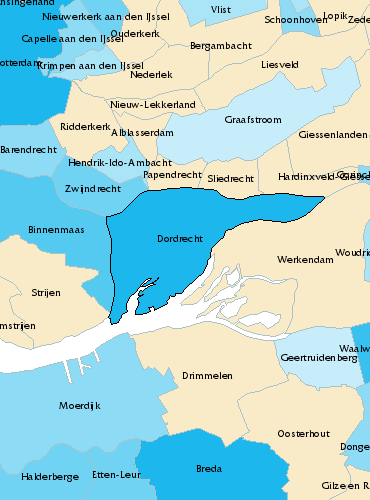 nsingerland
Nieuwerkerk aan den IJssel
Vlist
Schoonhoven
Lopik
Zede
Capelle aan den IJssel
Ouderkerk
Bergambacht
otterdam
Krimpen aan den IJssel
Nederlek
Liesveld
Nieuw-Lekkerland
Graafstroom
Ridderkerk
Alblasserdam
Giessenlanden
Barendrecht
Hendrik-Ido-Ambacht
Papendrecht
Sliedrecht
Hardinxveld-Giesse
Zwijndrecht
Binnenmaas
Dordrecht
Woudric
Werkendam
Strijen
mstrijen
Waalw
Geertruidenberg
Drimmelen
Moerdijk
Oosterhout
Donge
Halderberge
Etten-Leur
Breda
Gilze en R